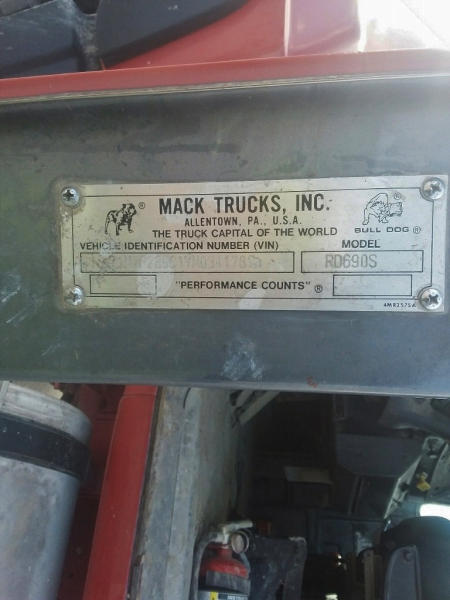 MACK TRUCKS, INC.
ALLENTOWN, PA., U.S.A.
THE TRUCK CAPITAL OF THE WORLD
BULL DOG ®
VEHICLE IDENTIFICATION NUMBER (VIN)
MODEL
RD690S
"PERFORMANCE COUNTS" ®
4MR2575A